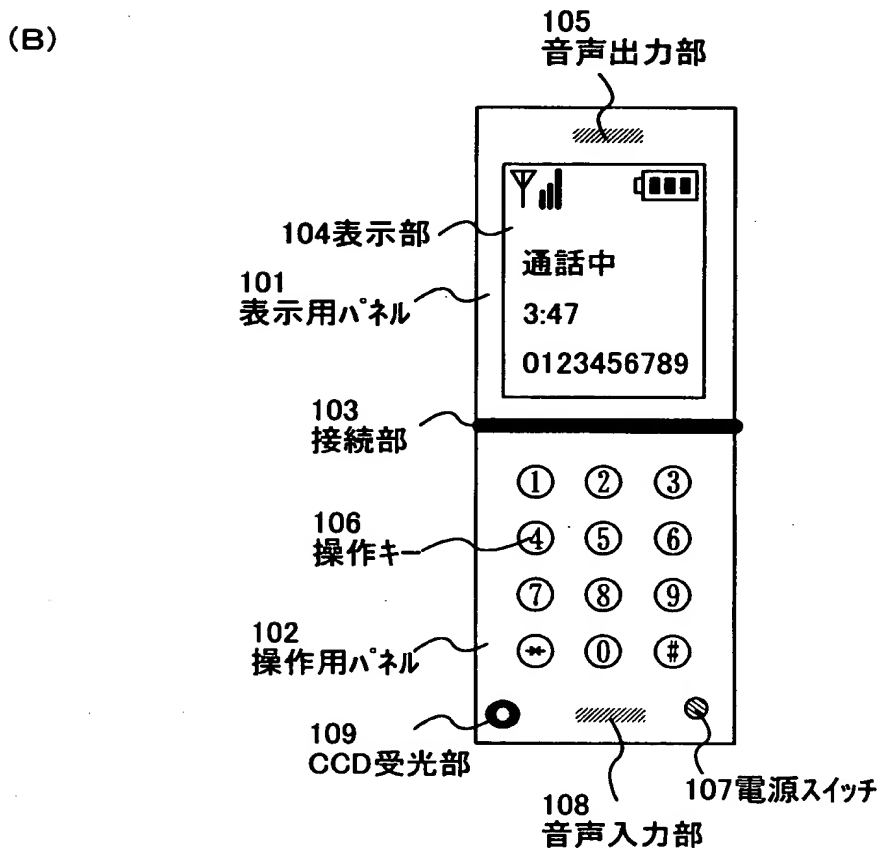 (B)
105
音声出力部
104表示部
101
表示用パネル
通話中
3:47
0123456789
103
接続部
1 2 3
106
操作キー
4 5 6
7 8 9
102
操作用パネル
* 0 #
109
CCD受光部
107電源スイッチ
108
音声入力部